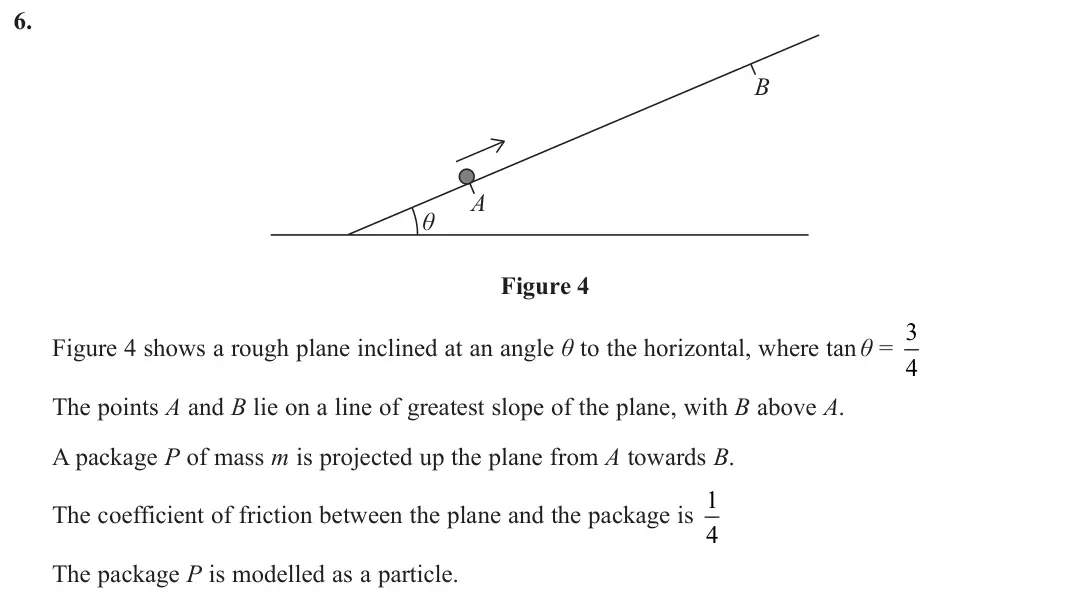 6.
B
A
θ
Figure 4
Figure 4 shows a rough plane inclined at an angle θ to the horizontal, where tan θ = 3/4
The points A and B lie on a line of greatest slope of the plane, with B above A.
A package P of mass m is projected up the plane from A towards B.
The coefficient of friction between the plane and the package is 1/4
The package P is modelled as a particle.